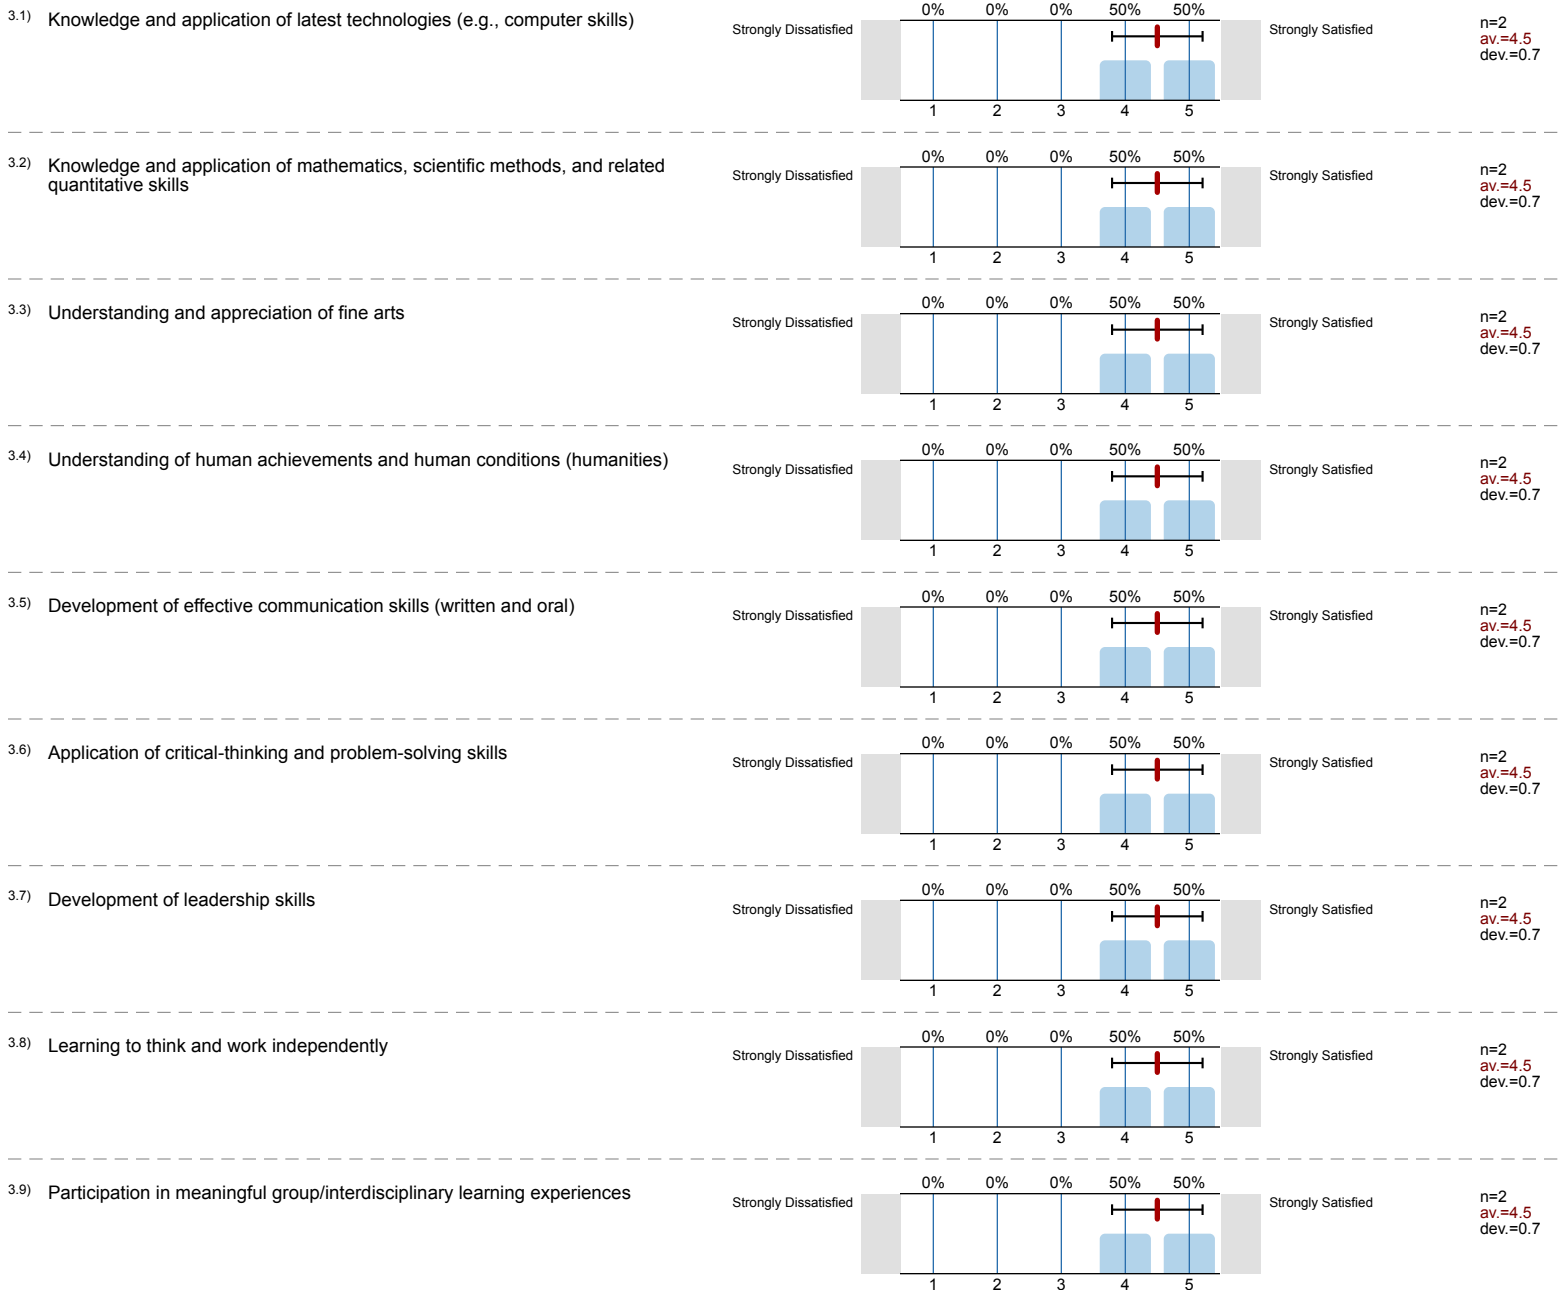 3.1) Knowledge and application of latest technologies (e.g., computer skills)
0% 0% 0% 50% 50%
Strongly Dissatisfied Strongly Satisfied
n=2
av.=4.5
dev.=0.7
1 2 3 4 5
3.2) Knowledge and application of mathematics, scientific methods, and related
quantitative skills
0% 0% 0% 50% 50%
Strongly Dissatisfied Strongly Satisfied
n=2
av.=4.5
dev.=0.7
1 2 3 4 5
3.3) Understanding and appreciation of fine arts
0% 0% 0% 50% 50%
Strongly Dissatisfied Strongly Satisfied
n=2
av.=4.5
dev.=0.7
1 2 3 4 5
3.4) Understanding of human achievements and human conditions (humanities)
0% 0% 0% 50% 50%
Strongly Dissatisfied Strongly Satisfied
n=2
av.=4.5
dev.=0.7
1 2 3 4 5
3.5) Development of effective communication skills (written and oral)
0% 0% 0% 50% 50%
Strongly Dissatisfied Strongly Satisfied
n=2
av.=4.5
dev.=0.7
1 2 3 4 5
3.6) Application of critical-thinking and problem-solving skills
0% 0% 0% 50% 50%
Strongly Dissatisfied Strongly Satisfied
n=2
av.=4.5
dev.=0.7
1 2 3 4 5
3.7) Development of leadership skills
0% 0% 0% 50% 50%
Strongly Dissatisfied Strongly Satisfied
n=2
av.=4.5
dev.=0.7
1 2 3 4 5
3.8) Learning to think and work independently
0% 0% 0% 50% 50%
Strongly Dissatisfied Strongly Satisfied
n=2
av.=4.5
dev.=0.7
1 2 3 4 5
3.9) Participation in meaningful group/interdisciplinary learning experiences
0% 0% 0% 50% 50%
Strongly Dissatisfied Strongly Satisfied
n=2
av.=4.5
dev.=0.7
1 2 3 4 5